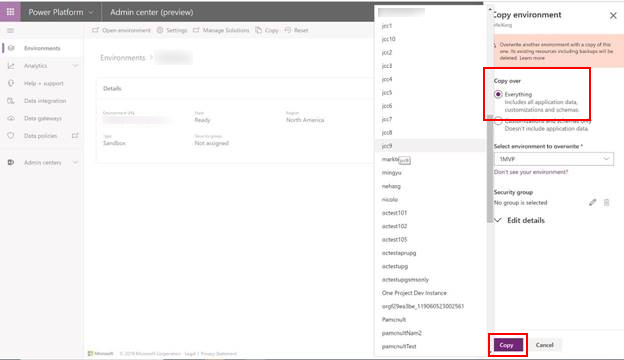 Power Platform
Admin center (preview)
Environments
Analytics
Help + support
Data integration
Data gateways
Data policies
Admin centers
Open environment
Settings
Manage Solutions
Copy
Reset
Environments
Details
Environment URL
State
Ready
Region
North America
Type
Sandbox
Security group
Not assigned
Microsoft
© 2019 Microsoft Corporation
Legal | Privacy Statement
jcc1
jcc10
jcc2
jcc3
jcc4
jcc5
jcc6
jcc7
jcc8
jcc9
jcc9
mingyu
nehasg
nicolo
octest101
octest102
octest105
octestaprupg
octestupg
octestupgsmsonly
One Project Dev Instance
orgf29ea3be_119060523002561
Pamcnult
pamcnultNam2
pamcnultTest
Copy environment
Overwrite another environment with a copy of this
one. Its existing resources including backups will be
deleted. Learn more
Copy over
Everything
Includes all application data,
customizations and schemas.
Customizations and schemas only
Doesn't include application data.
Select environment to overwrite *
1MVP
Don't see your environment?
Security group
No group is selected
Edit details
Copy
Cancel